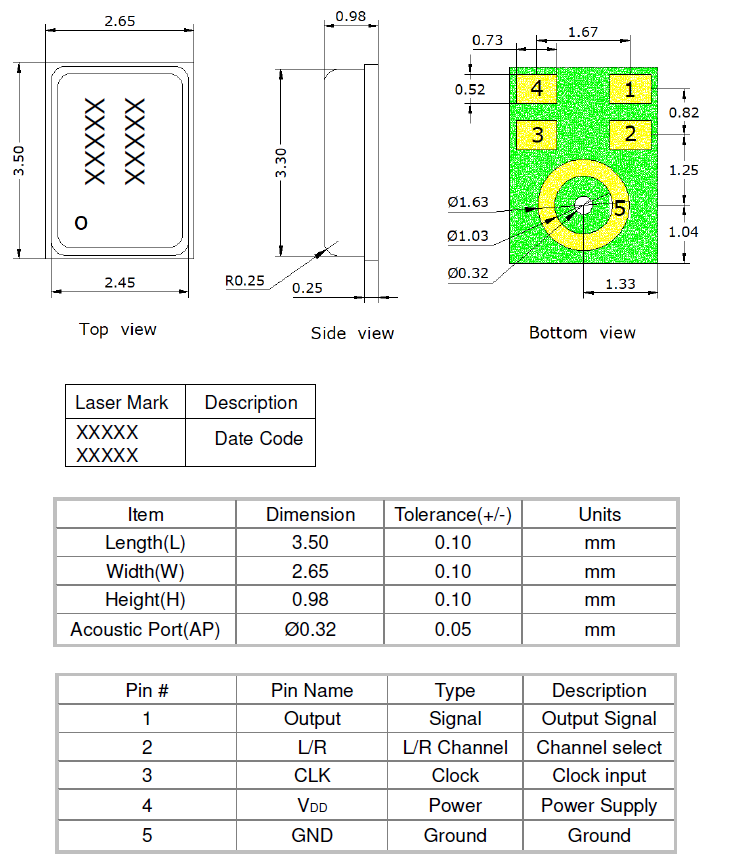 2.65
3.50
XXXXX
XXXXX
O
2.45
Top view
0.98
3.30
R0.25
0.25
Side view
1.67
0.73
0.52
4
1
0.82
3
2
1.25
Ø1.63
5
Ø1.03
1.04
Ø0.32
1.33
Bottom view
Laser Mark Description
XXXXX
XXXXX
Date Code
Item Dimension Tolerance(+/-) Units
Length(L) 3.50 0.10 mm
Width(W) 2.65 0.10 mm
Height(H) 0.98 0.10 mm
Acoustic Port(AP) Ø0.32 0.05 mm
Pin # Pin Name Type Description
1 Output Signal Output Signal
2 L/R L/R Channel Channel select
3 CLK Clock Clock input
4 VDD Power Power Supply
5 GND Ground Ground